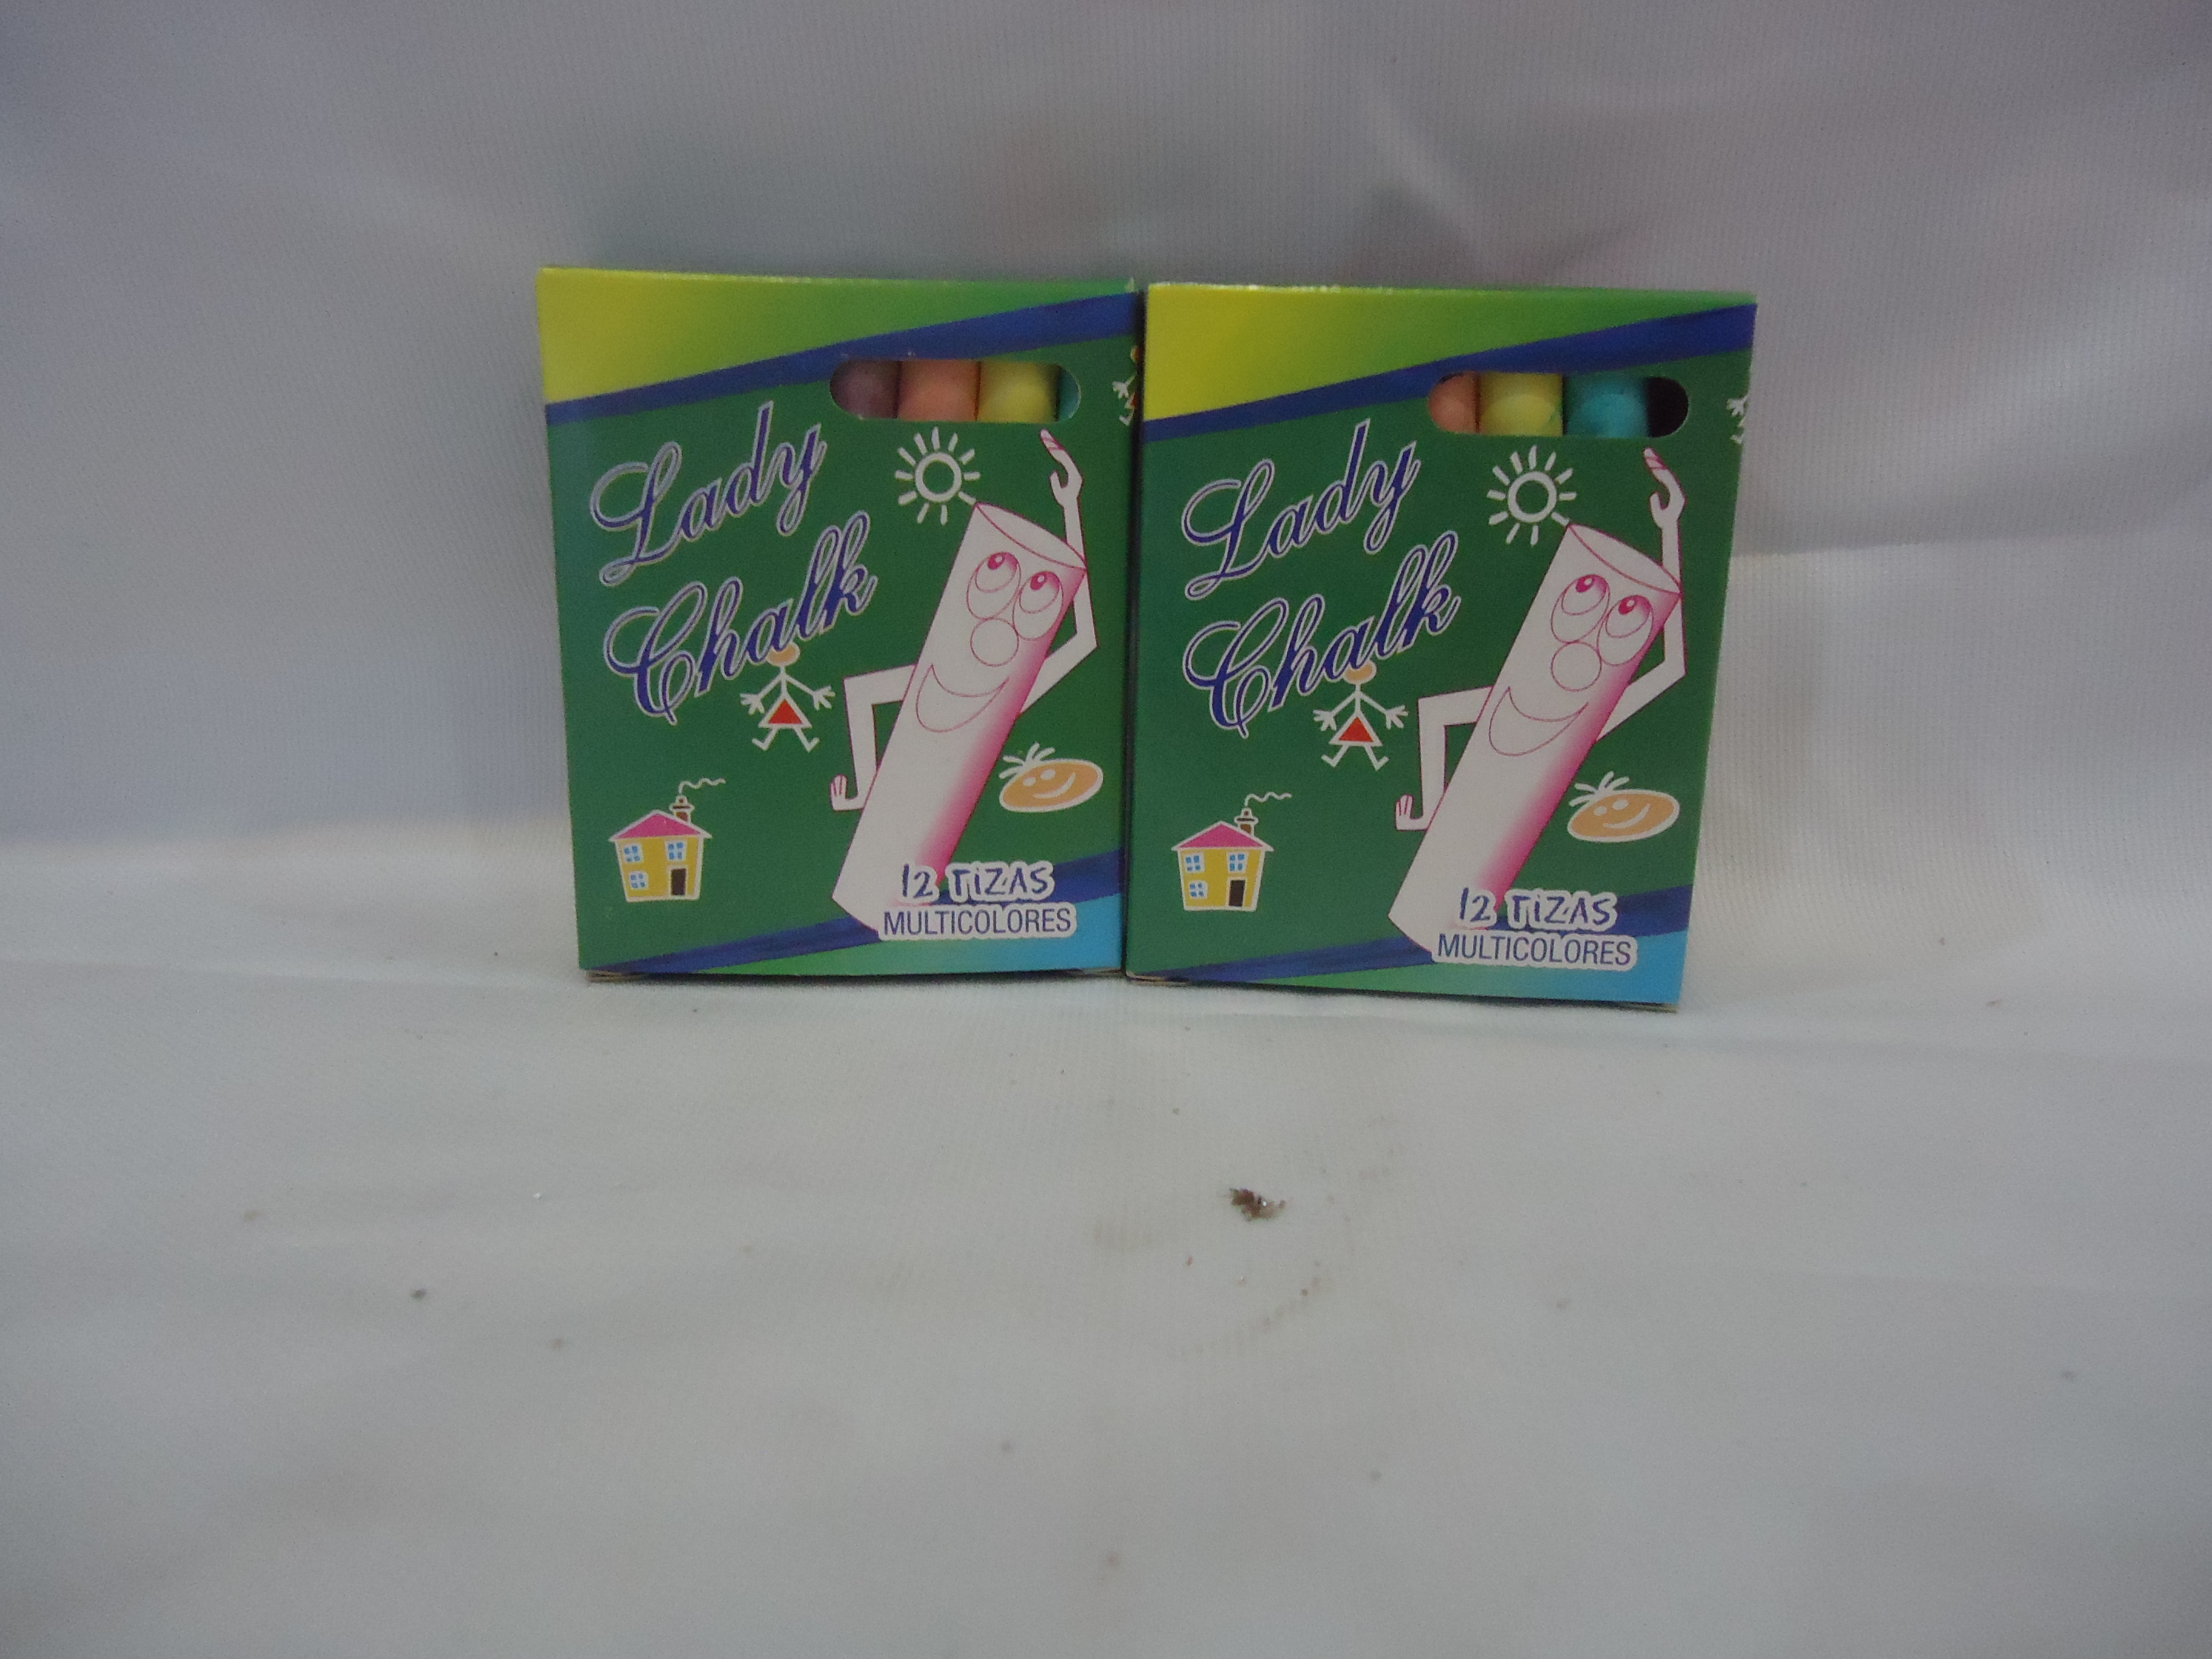 Lady
Chalk
12 TiZAS
MULTICOLORES
Lady
Chalk
12 TiZAS
MULTICOLORES